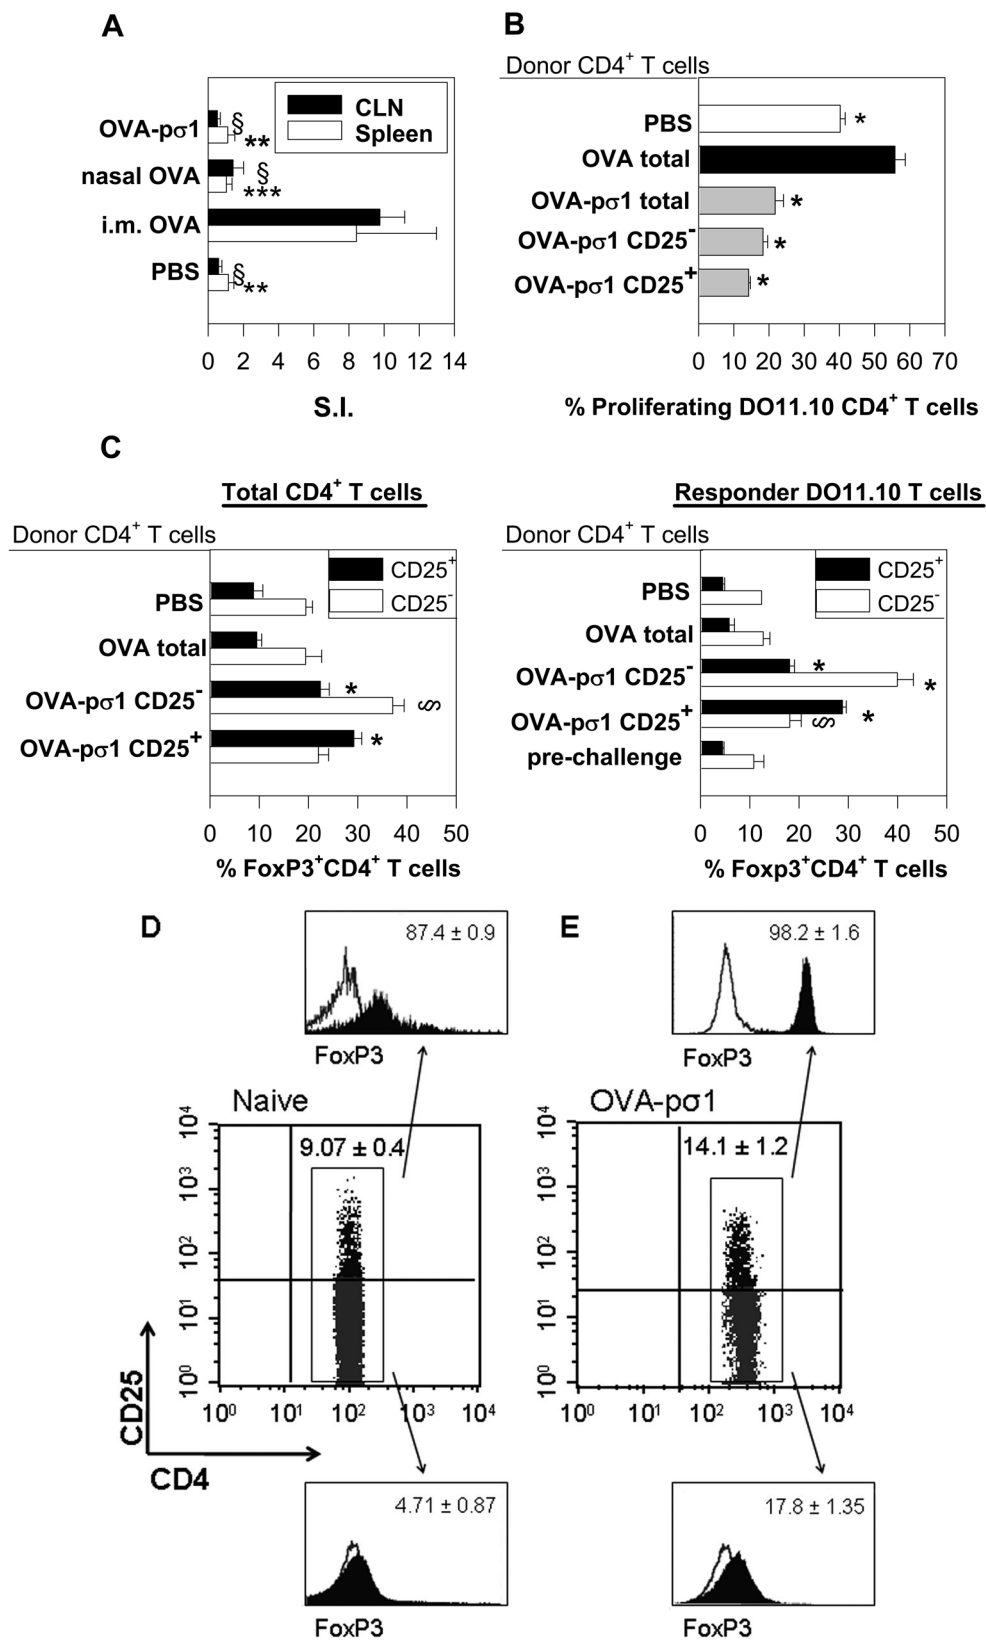 A
CLN
Spleen
OVA-pσ1
§
**
nasal OVA
§
***
i.m. OVA
PBS
§
**
0 2 4 6 8 10 12 14
S.I.
B
Donor CD4+ T cells
PBS
*
OVA total
OVA-pσ1 total
*
OVA-pσ1 CD25-
*
OVA-pσ1 CD25+
*
0 10 20 30 40 50 60 70
% Proliferating DO11.10 CD4+ T cells
C
Total CD4+ T cells
Donor CD4+ T cells
CD25+
CD25-
PBS
OVA total
OVA-pσ1 CD25-
*
§
OVA-pσ1 CD25+
*
0 10 20 30 40 50
% FoxP3+CD4+ T cells
Responder DO11.10 T cells
Donor CD4+ T cells
CD25+
CD25-
PBS
OVA total
OVA-pσ1 CD25-
*
*
OVA-pσ1 CD25+
§
*
pre-challenge
0 10 20 30 40 50
% Foxp3+CD4+ T cells
D
87.4 ± 0.9
FoxP3
Naive
9.07 ± 0.4
10^4
10^3
10^2
10^1
10^0
10^0 10^1 10^2 10^3 10^4
CD25
CD4
4.71 ± 0.87
FoxP3
E
98.2 ± 1.6
FoxP3
OVA-pσ1
14.1 ± 1.2
10^4
10^3
10^2
10^1
10^0
10^0 10^1 10^2 10^3 10^4
17.8 ± 1.35
FoxP3